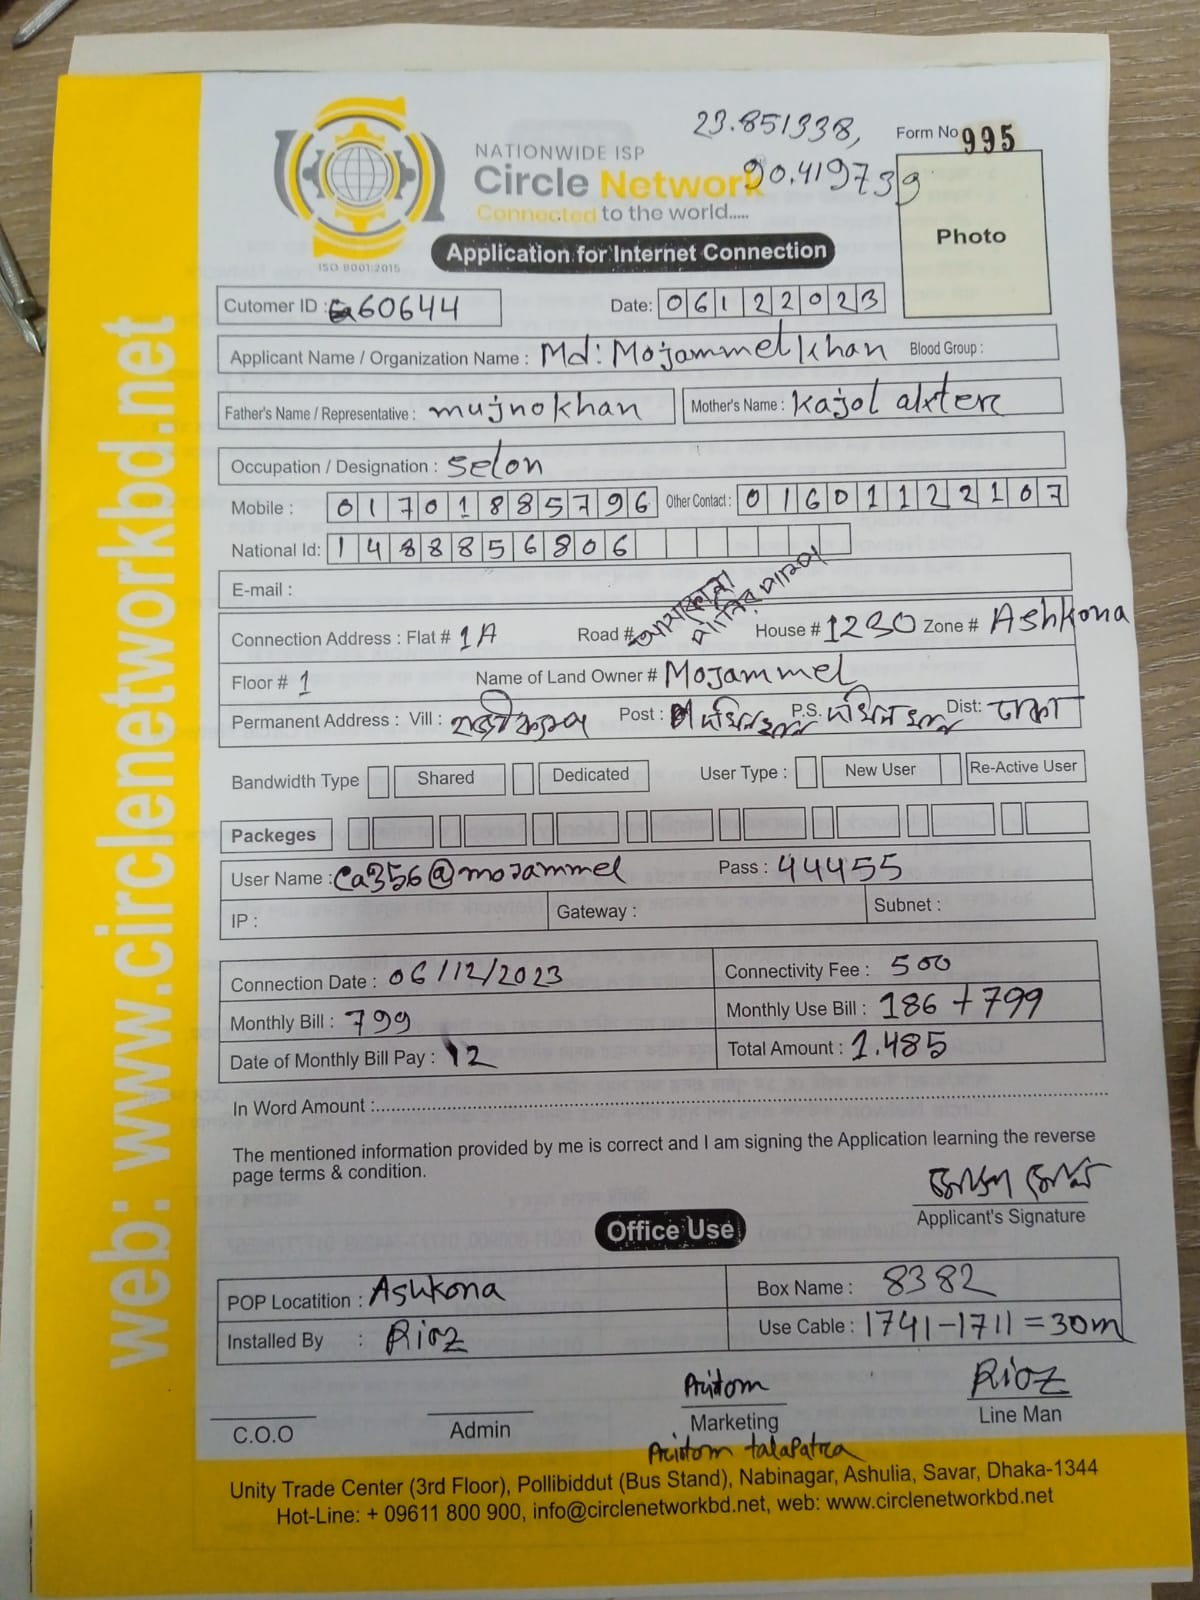 23.851338,
Form No 995
90.419739
NATIONWIDE ISP
Circle Network
Connected to the world.....
ISO 9001:2015
Photo
Application for Internet Connection
Cutomer ID : 60644 Date: 06122023
Applicant Name / Organization Name : Md: Mojammel khan Blood Group :
Father's Name / Representative : mujnokhan Mother's Name : Kajol akter
Occupation / Designation : Selon
Mobile : 01701885796 Other Contact : 01601122107
National Id: 1488856806
E-mail :
Connection Address : Flat # 1A Road # House # 1230 Zone # Ashkona
Floor # 1 Name of Land Owner # Mojammel
Permanent Address : Vill : Post : দক্ষিনখান P.S. দক্ষিনখান Dist: ঢাকা
Bandwidth Type Shared Dedicated User Type : New User Re-Active User
Packeges
User Name : Ca356@mojammel Pass : 44455
IP : Gateway : Subnet :
Connection Date : 06/12/2023 Connectivity Fee : 500
Monthly Bill : 799 Monthly Use Bill : 186 + 799
Date of Monthly Bill Pay : 12 Total Amount : 1.485
In Word Amount :
The mentioned information provided by me is correct and I am signing the Application learning the reverse
page terms & condition.
Applicant's Signature
Office Use
POP Locatition : Ashkona Box Name : 8382
Installed By : Rioz Use Cable : 1741-1711=30m
Pritom Rioz
C.O.O Admin Marketing Line Man
Pristom talapatra
Unity Trade Center (3rd Floor), Pollibiddut (Bus Stand), Nabinagar, Ashulia, Savar, Dhaka-1344
Hot-Line: + 09611 800 900, info@circlenetworkbd.net, web: www.circlenetworkbd.net
web: www.circlenetworkbd.net